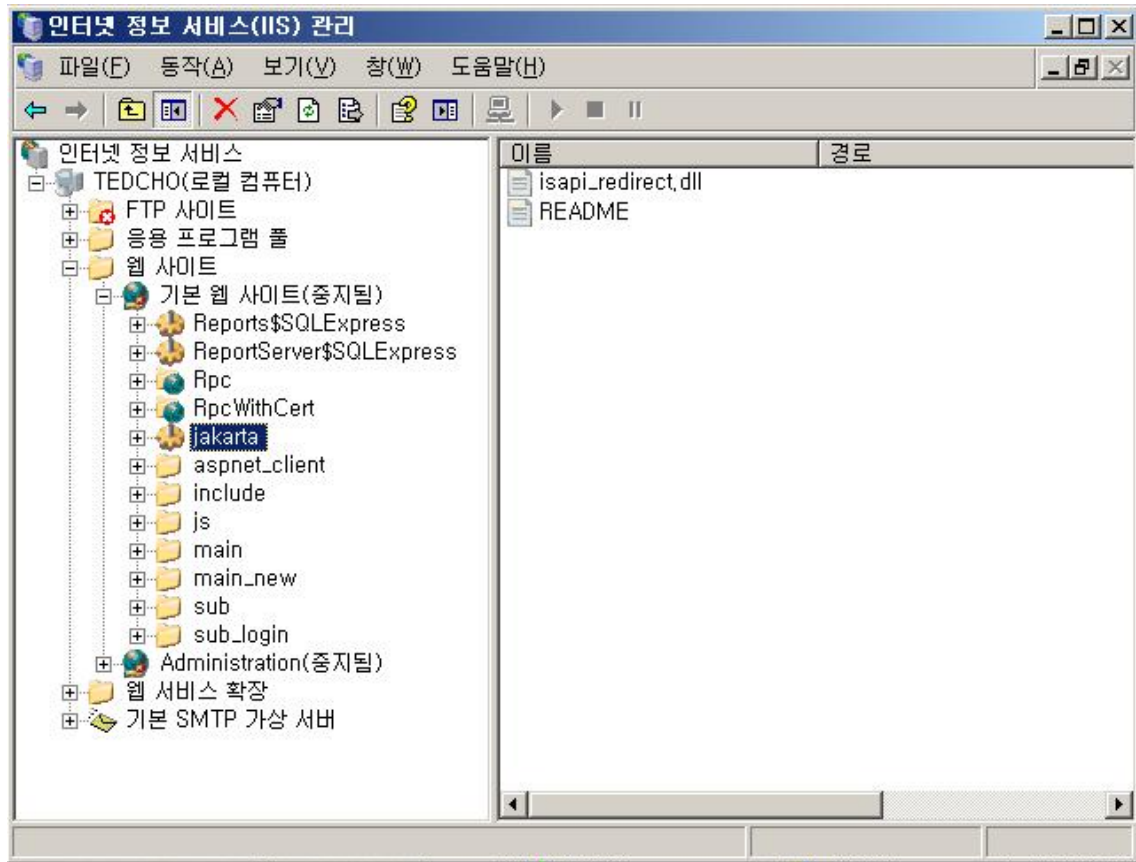 인터넷 정보 서비스(IIS) 관리
파일(F) 동작(A) 보기(V) 창(W) 도움말(H)
인터넷 정보 서비스
TEDCHO(로컬 컴퓨터)
FTP 사이트
응용 프로그램 풀
웹 사이트
기본 웹 사이트(중지됨)
Reports$SQLExpress
ReportServer$SQLExpress
Rpc
RpcWithCert
jakarta
aspnet_client
include
js
main
main_new
sub
sub_login
Administration(중지됨)
웹 서비스 확장
기본 SMTP 가상 서버
이름 경로
isapi_redirect.dll
README